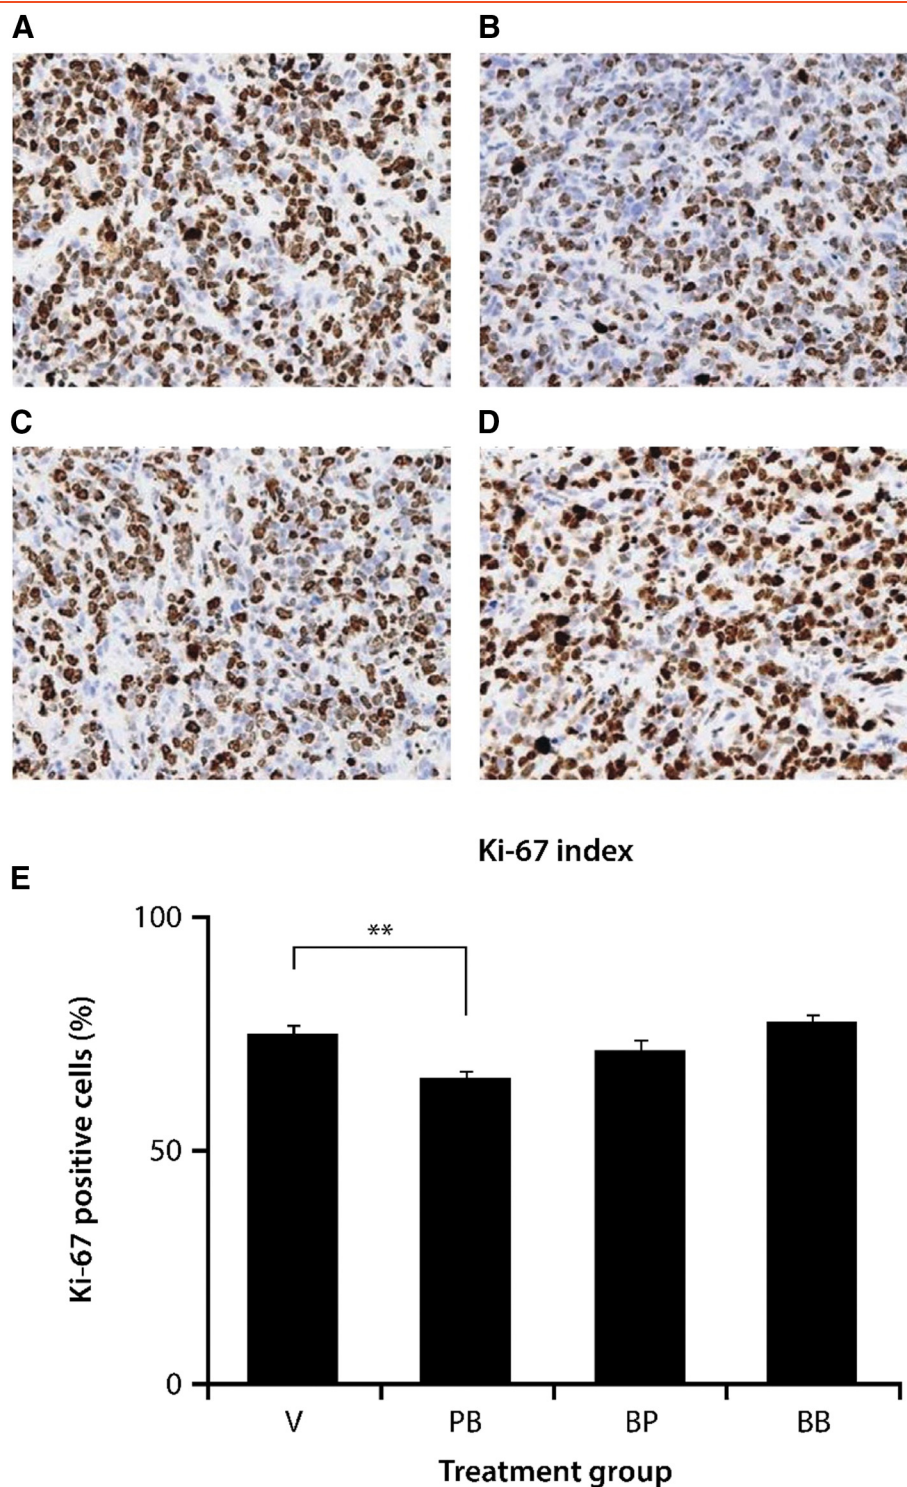 A
B
C
D
Ki-67 index
E
100
**
50
0
Ki-67 positive cells (%)
V
PB
BP
BB
Treatment group